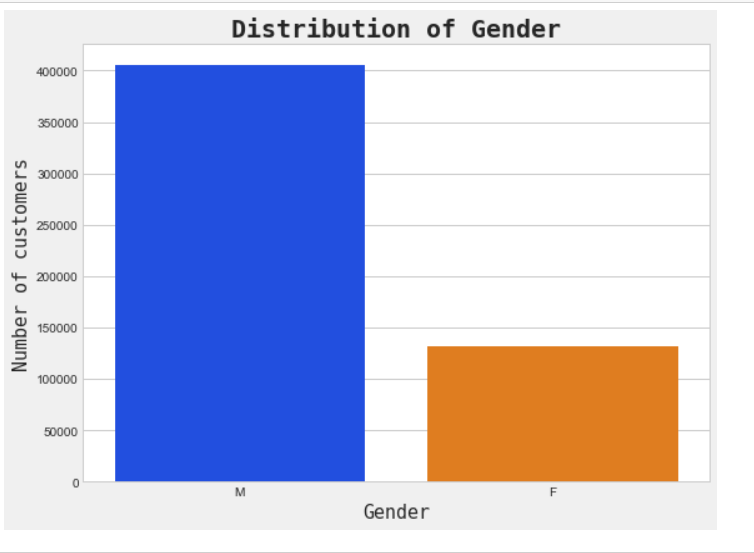 Distribution of Gender
400000
350000
300000
250000
200000
150000
100000
50000
0
Number of customers
M F
Gender